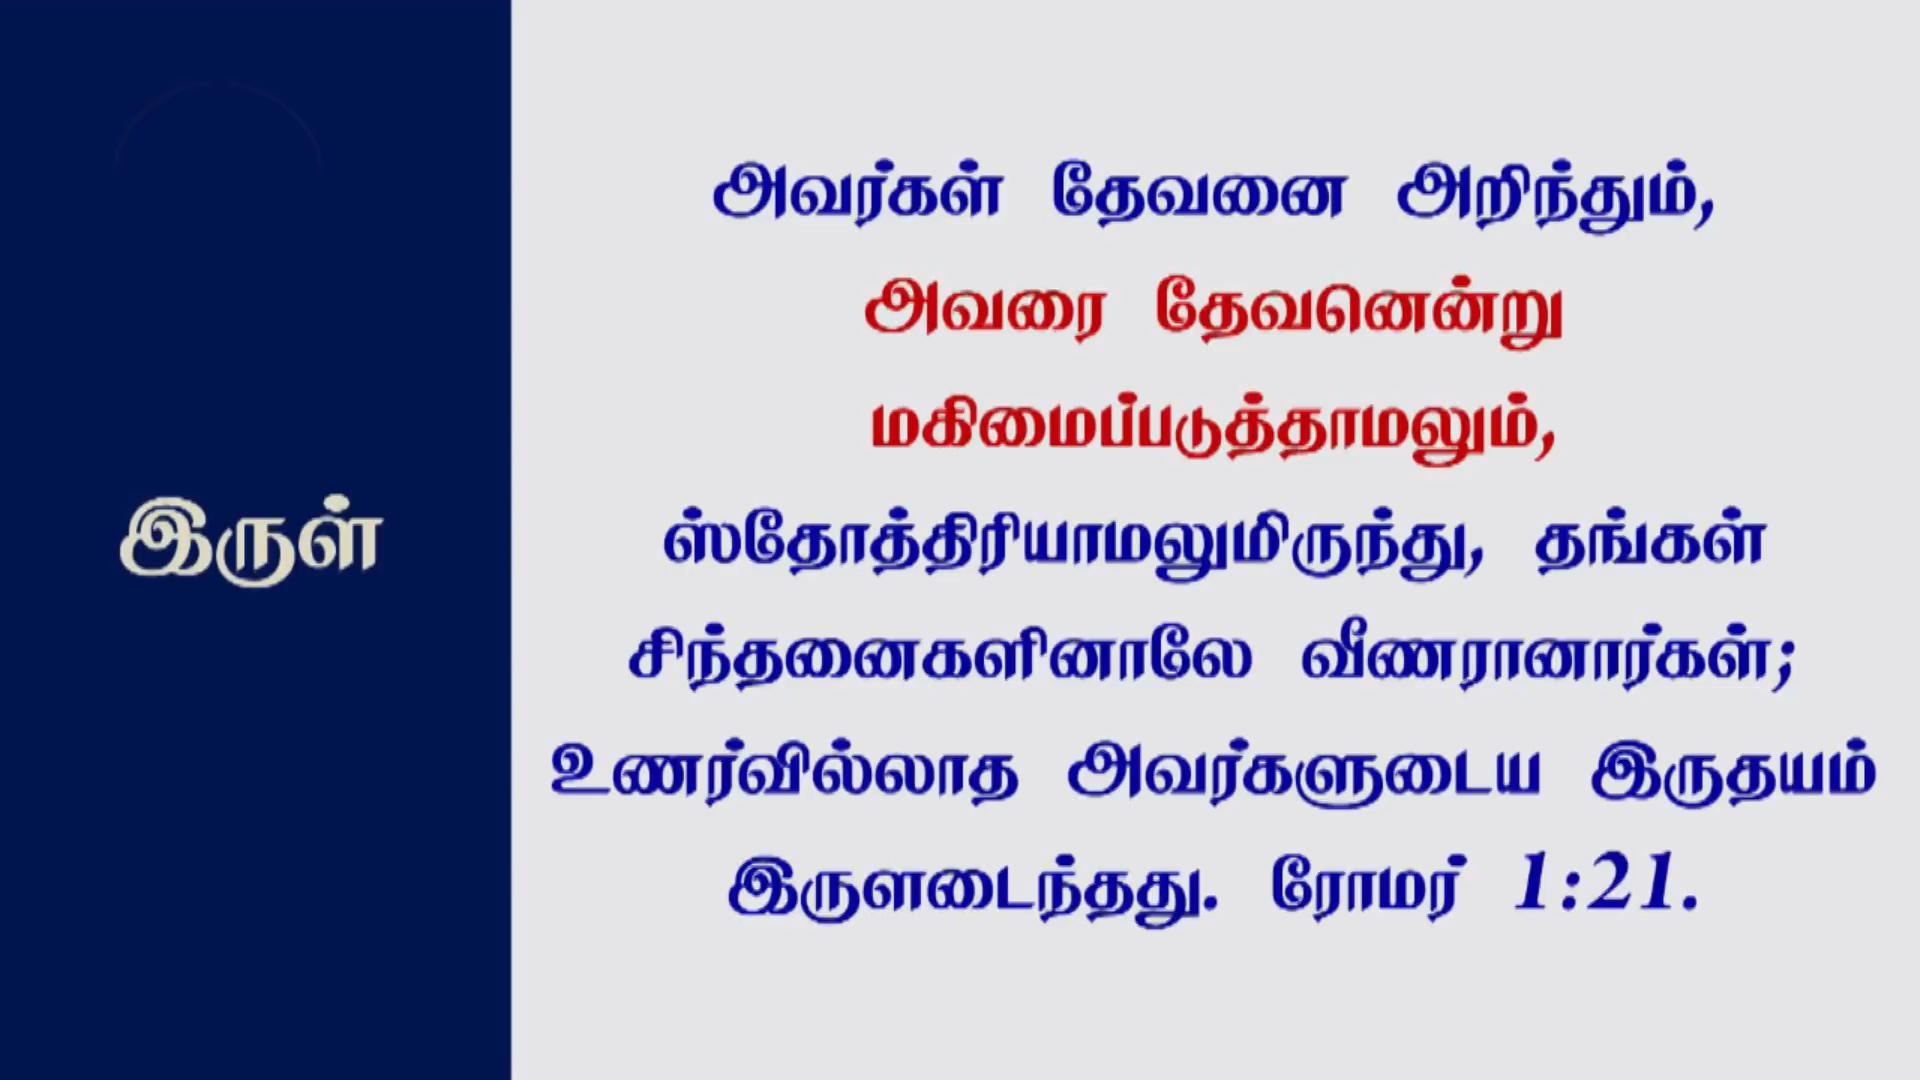 இருள்
அவர்கள் தேவனை அறிந்தும்,
அவரை தேவனென்று
மகிமைப்படுத்தாமலும்,
ஸ்தோத்திரியாமலுமிருந்து, தங்கள்
சிந்தனைகளினாலே வீணரானார்கள்;
உணர்வில்லாத அவர்களுடைய இருதயம்
இருளடைந்தது. ரோமர் 1:21.